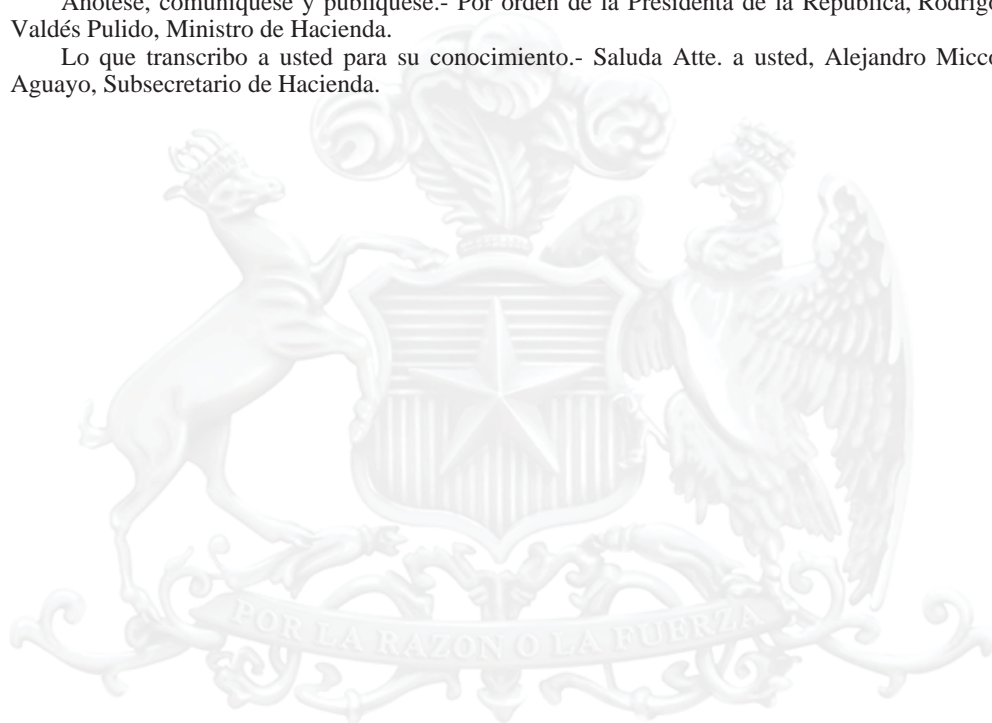 Anótese, comuníquese y publíquese.- Por orden de la Presidenta de la República, Rodrigo
Valdés Pulido, Ministro de Hacienda.
Lo que transcribo a usted para su conocimiento.- Saluda Atte. a usted, Alejandro Micco
Aguayo, Subsecretario de Hacienda.
POR LA RAZON O LA FUERZA